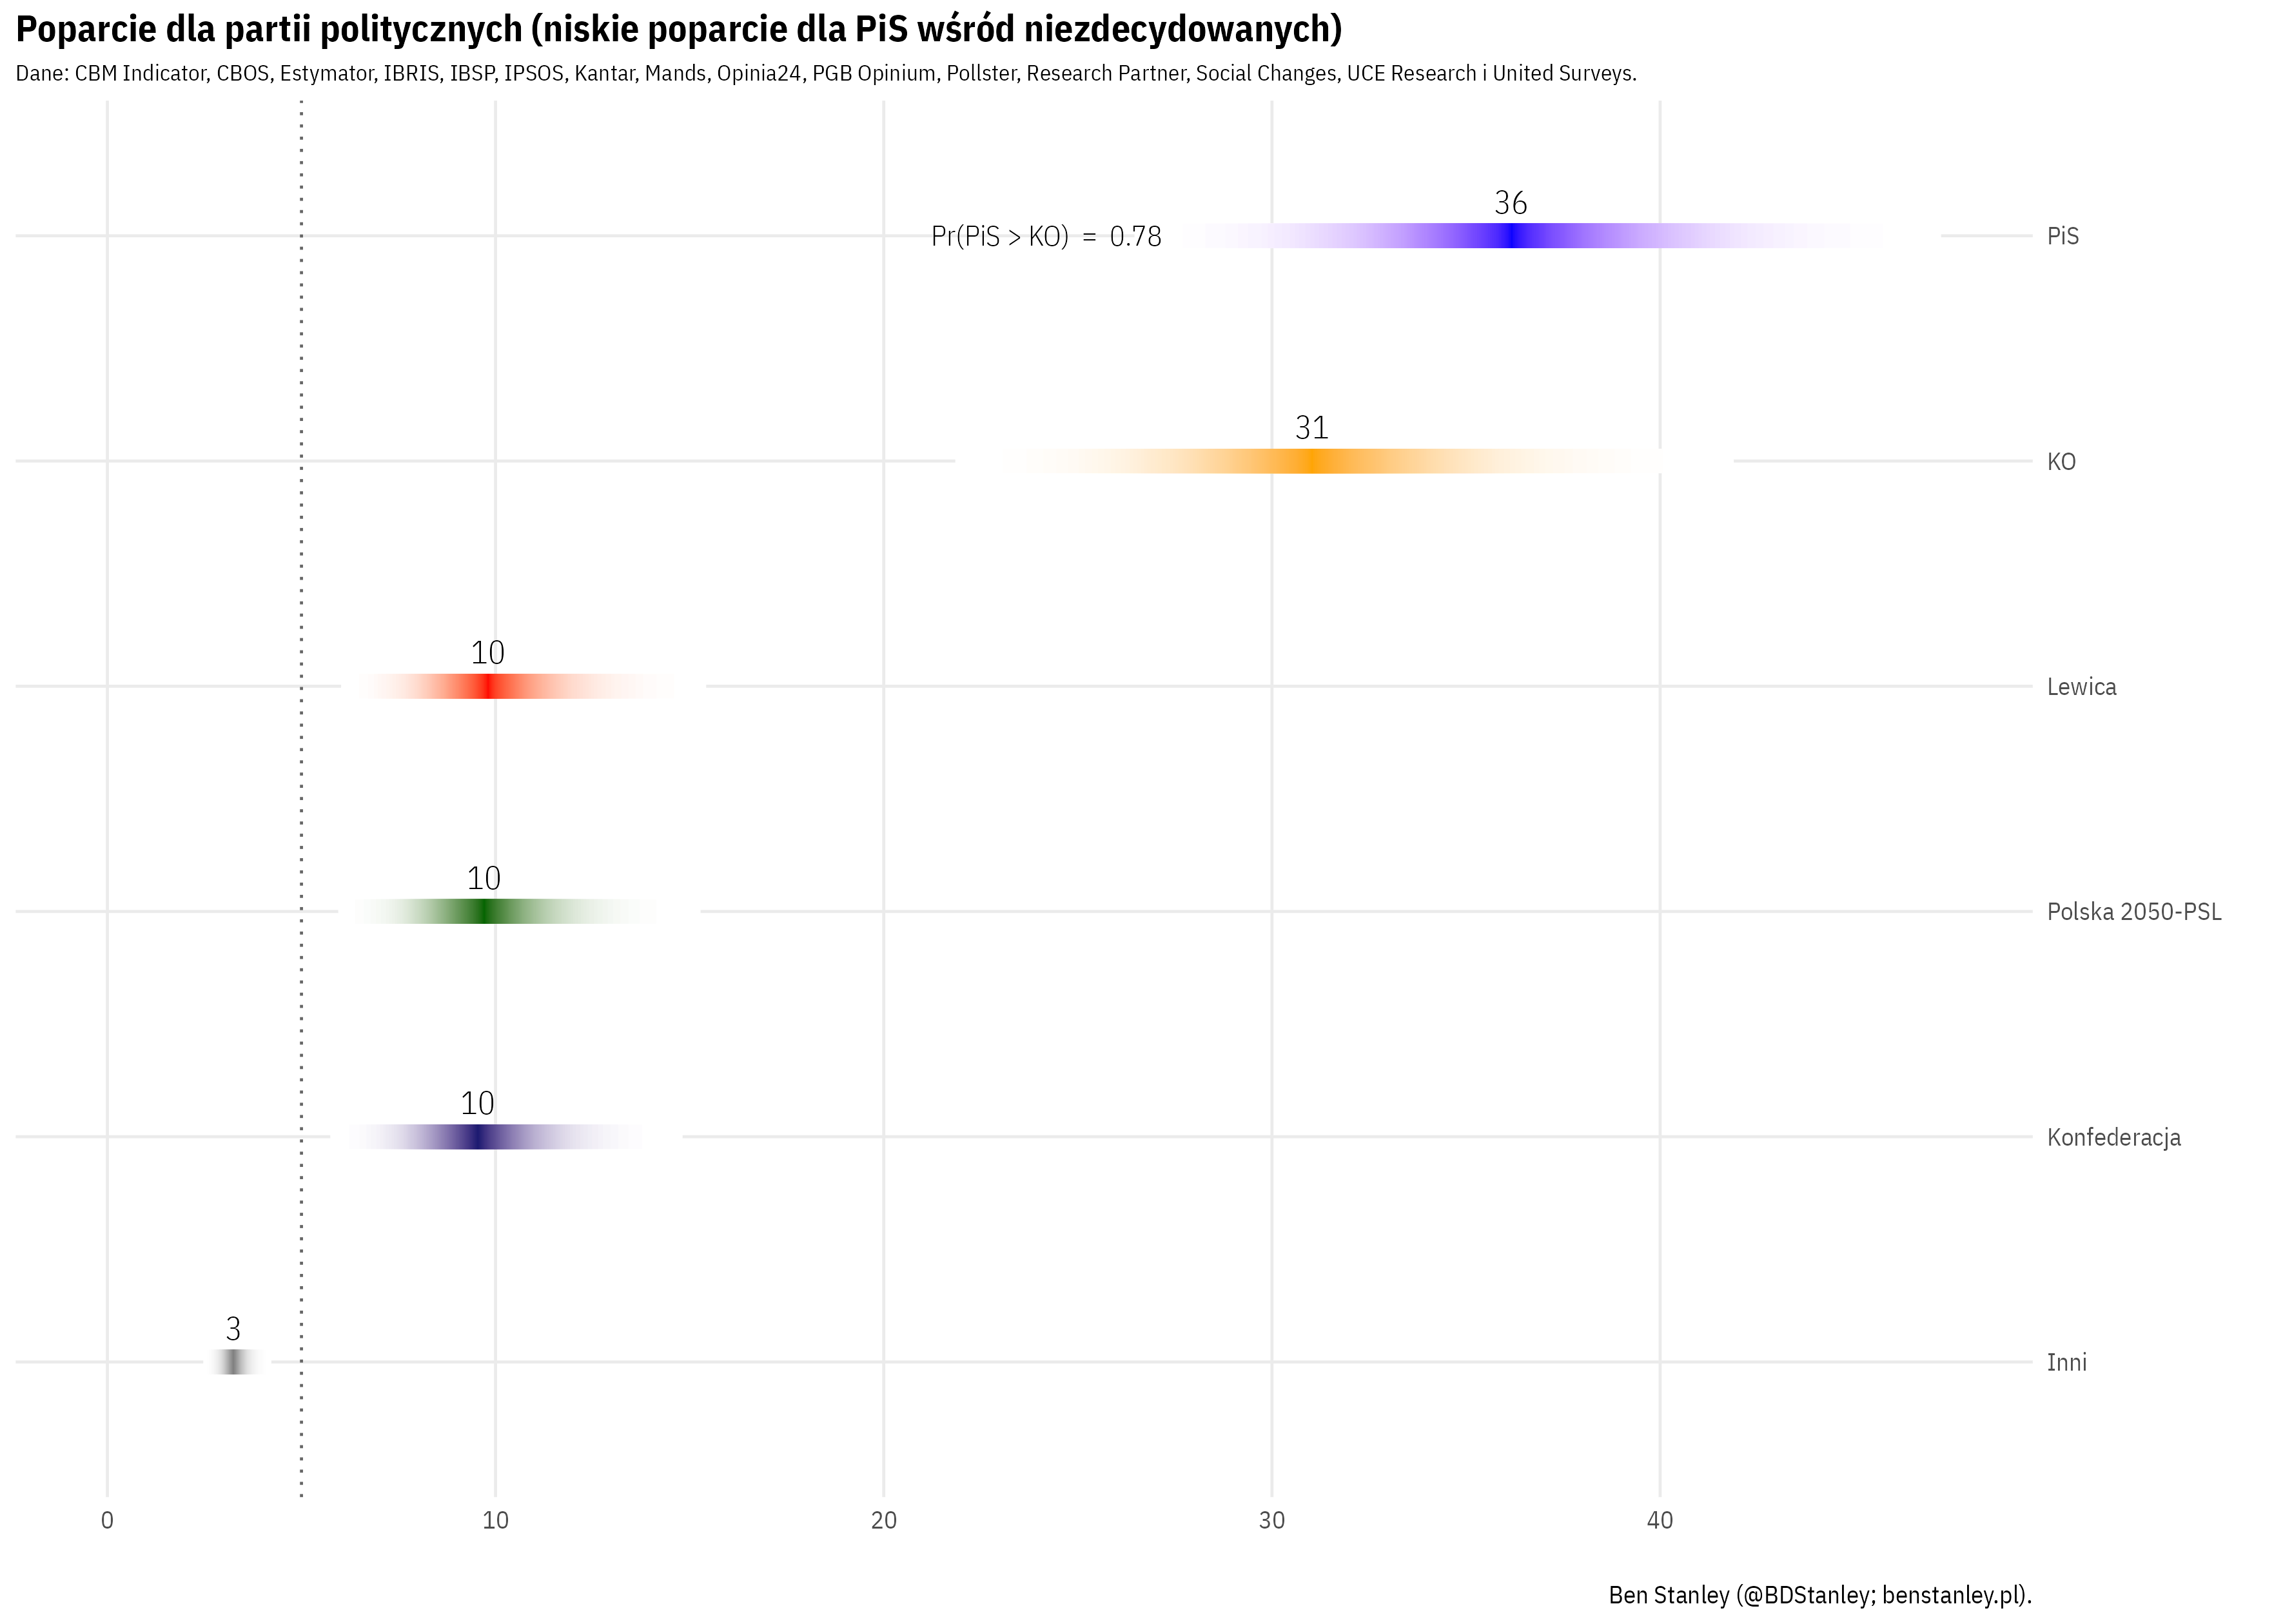 Poparcie dla partii politycznych (niskie poparcie dla PiS wśród niezdecydowanych)
Dane: CBM Indicator, CBOS, Estymator, IBRIS, IBSP, IPSOS, Kantar, Mands, Opinia24, PGB Opinium, Pollster, Research Partner, Social Changes, UCE Research i United Surveys.
36
Pr(PiS > KO) = 0.78
PiS
31
KO
10
Lewica
10
Polska 2050-PSL
10
Konfederacja
3
Inni
0 10 20 30 40
Ben Stanley (@BDStanley; benstanley.pl).